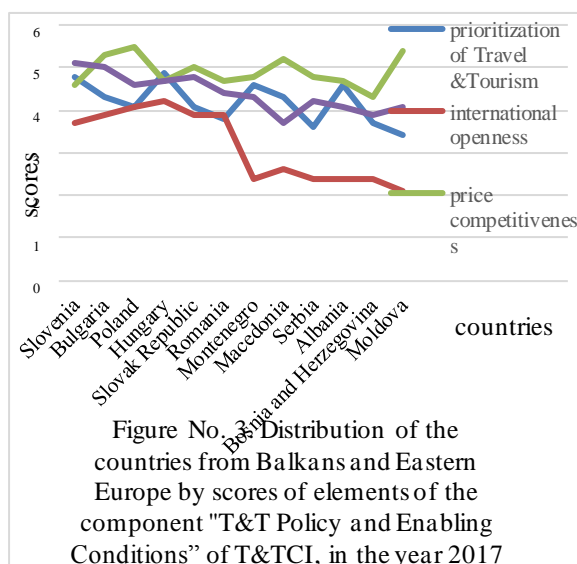 6
5
4
1
0
scores
prioritization
of Travel
&Tourism
international
openness
price
competitivenes
s
Slovenia
Bulgaria
Poland
Hungary
Slovak Republic
Romania
Montenegro
Macedonia
Serbia
Albania
Bosnia and Herzegovina
Moldova
countries
Figure No. 3. Distribution of the
countries from Balkans and Eastern
Europe by scores of elements of the
component "T&T Policy and Enabling
Conditions” of T&TCI, in the year 2017